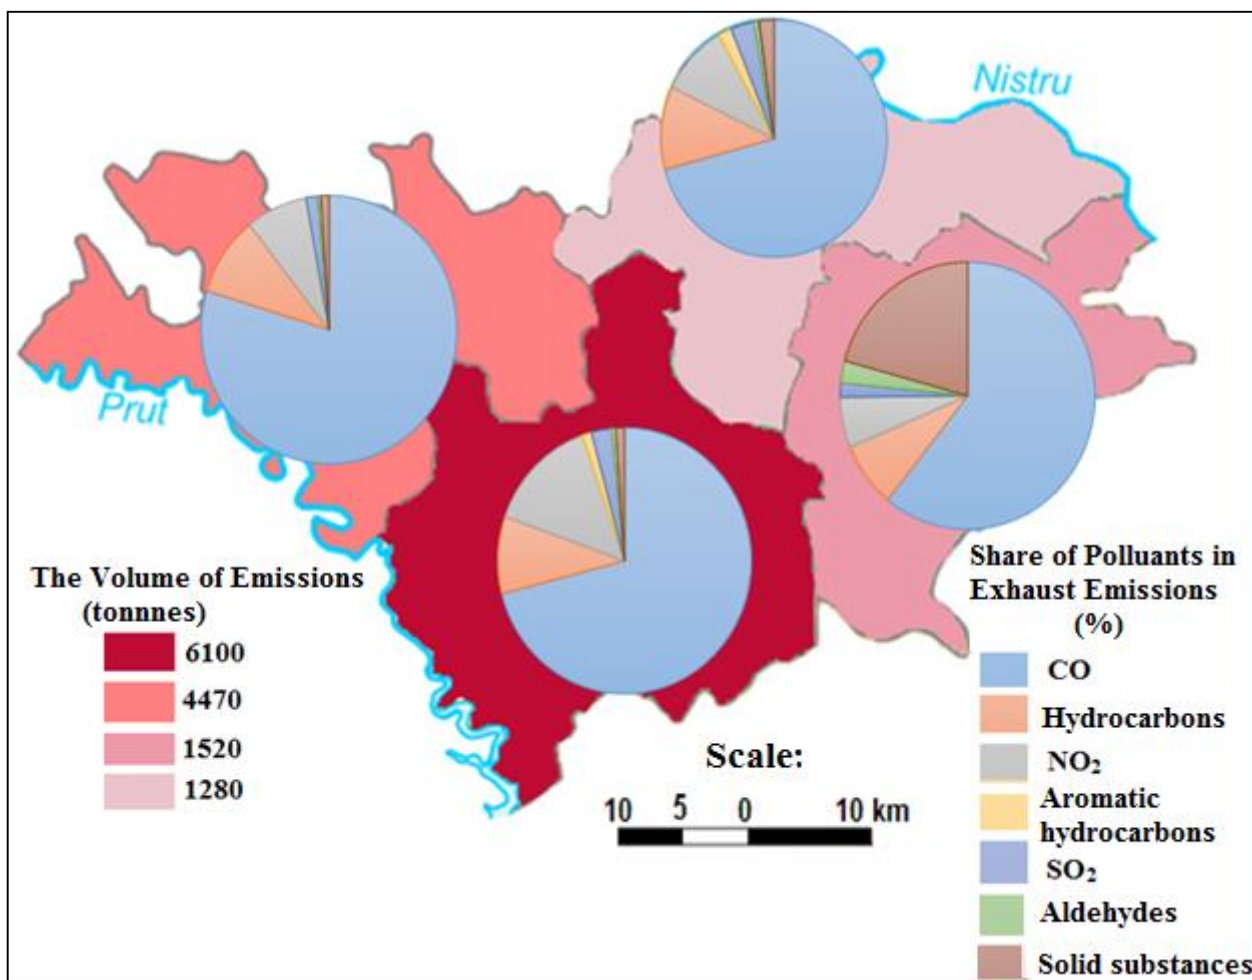 Nistru
Prut
The Volume of Emissions
(tonnnes)
6100
4470
1520
1280
Scale:
10 5 0 10 km
Share of Polluants in
Exhaust Emissions
(%)
CO
Hydrocarbons
NO₂
Aromatic
hydrocarbons
SO₂
Aldehydes
Solid substances